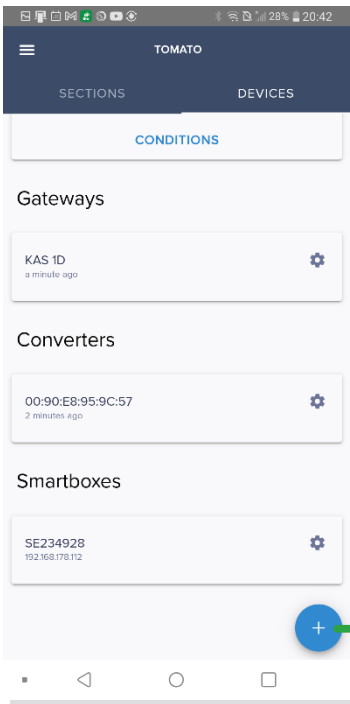 28% 20:42
TOMATO
SECTIONS DEVICES
CONDITIONS
Gateways
KAS 1D
a minute ago
Converters
00:90:E8:95:9C:57
2 minutes ago
Smartboxes
SE234928
192.168.178.112
+